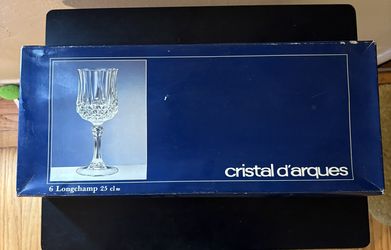 cristal d'arques
6 Longchamp 25 cl